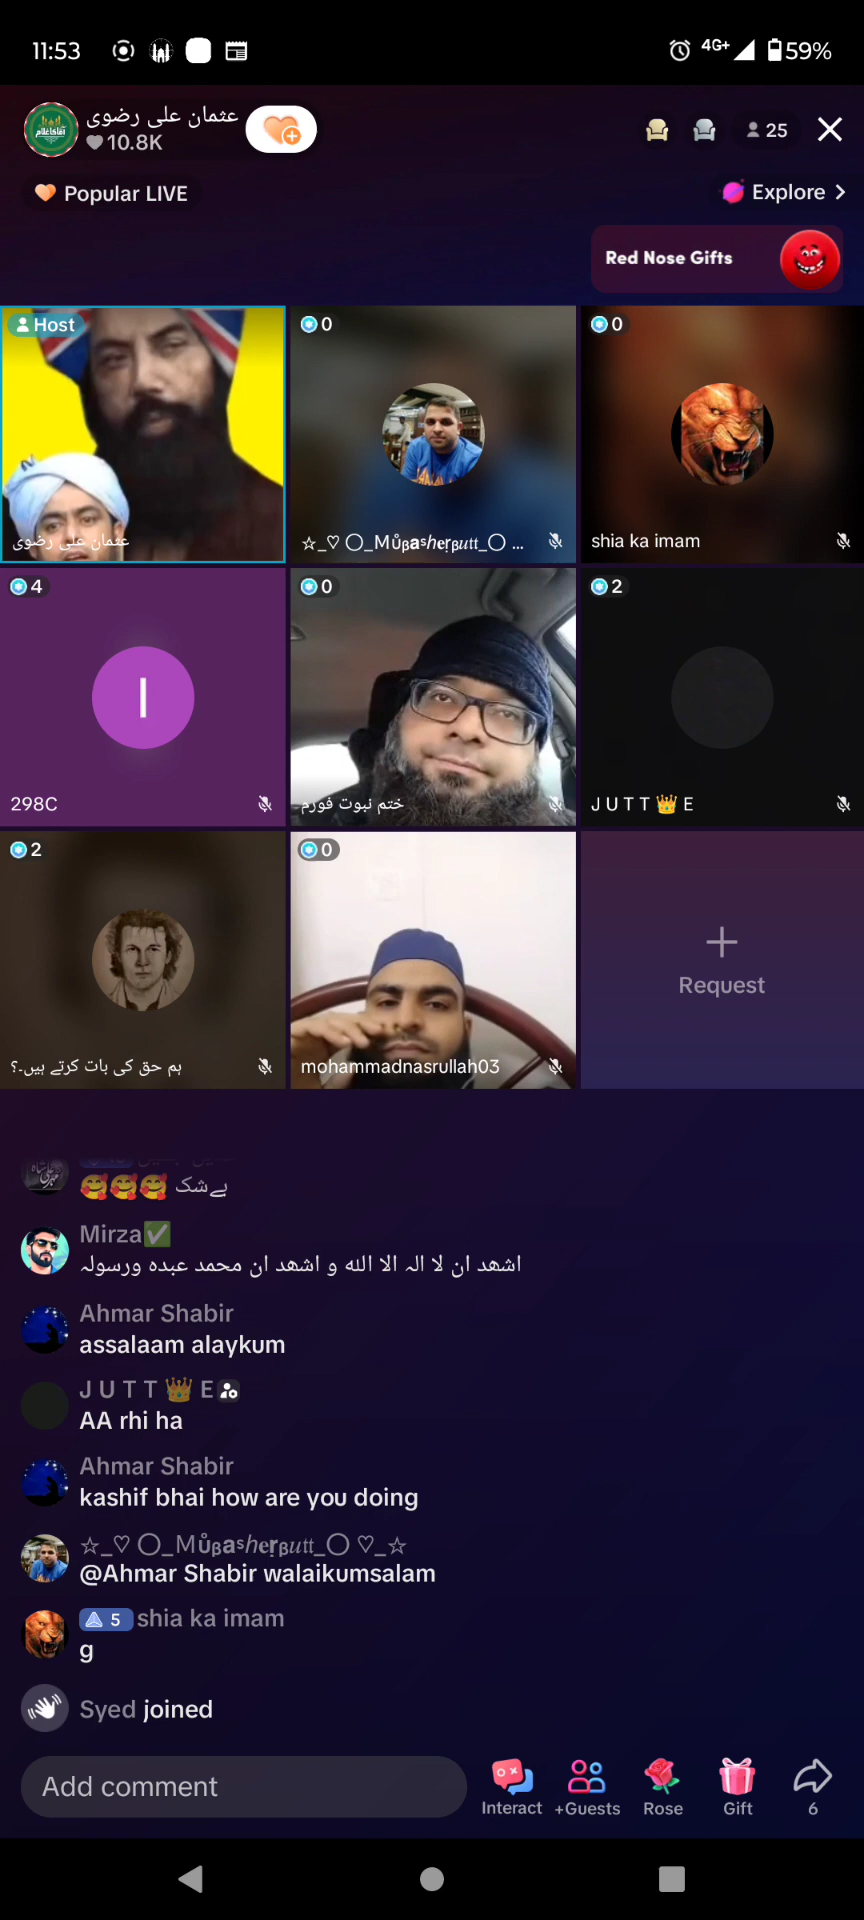 11:53
4G+
59%
عثمان علی رضوی
10.8K
25
Popular LIVE
Explore
Red Nose Gifts
Host
عثمان علی رضوی
0
☆_♡ 〇_Mů𝛃𝐚ˢℎ𝐞ṛᵦ𝑢𝔱𝔱_〇 ...
0
shia ka imam
4
I
298C
0
ختم نبوت فورم
2
J U T T 👑 E
2
ہم حق کی بات کرتے ہیں۔؟
0
mohammadnasrullah03
Request
بےشک 🥰🥰🥰
Mirza✅
اشھد ان لا الہ الا اللہ و اشھد ان محمد عبدہ ورسولہ
Ahmar Shabir
assalaam alaykum
J U T T 👑 E
AA rhi ha
Ahmar Shabir
kashif bhai how are you doing
☆_♡ 〇_Mů𝛃𝐚ˢℎ𝐞ṛᵦ𝑢𝔱𝔱_〇 ♡_☆
@Ahmar Shabir walaikumsalam
5 shia ka imam
g
Syed joined
Add comment
Interact
+Guests
Rose
Gift
6